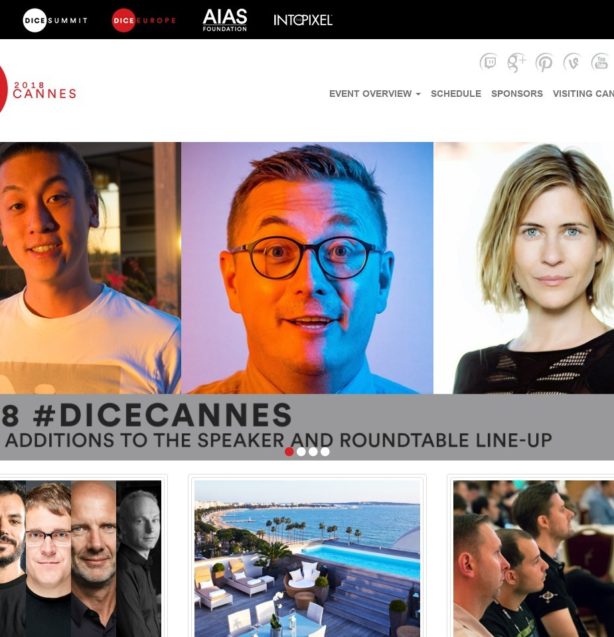 DICE SUMMIT
DICE EUROPE
AIAS
FOUNDATION
INTOPIXEL
2018
CANNES
EVENT OVERVIEW
SCHEDULE
SPONSORS
VISITING CAN
You
8 #DICECANNES
ADDITIONS TO THE SPEAKER AND ROUNDTABLE LINE-UP